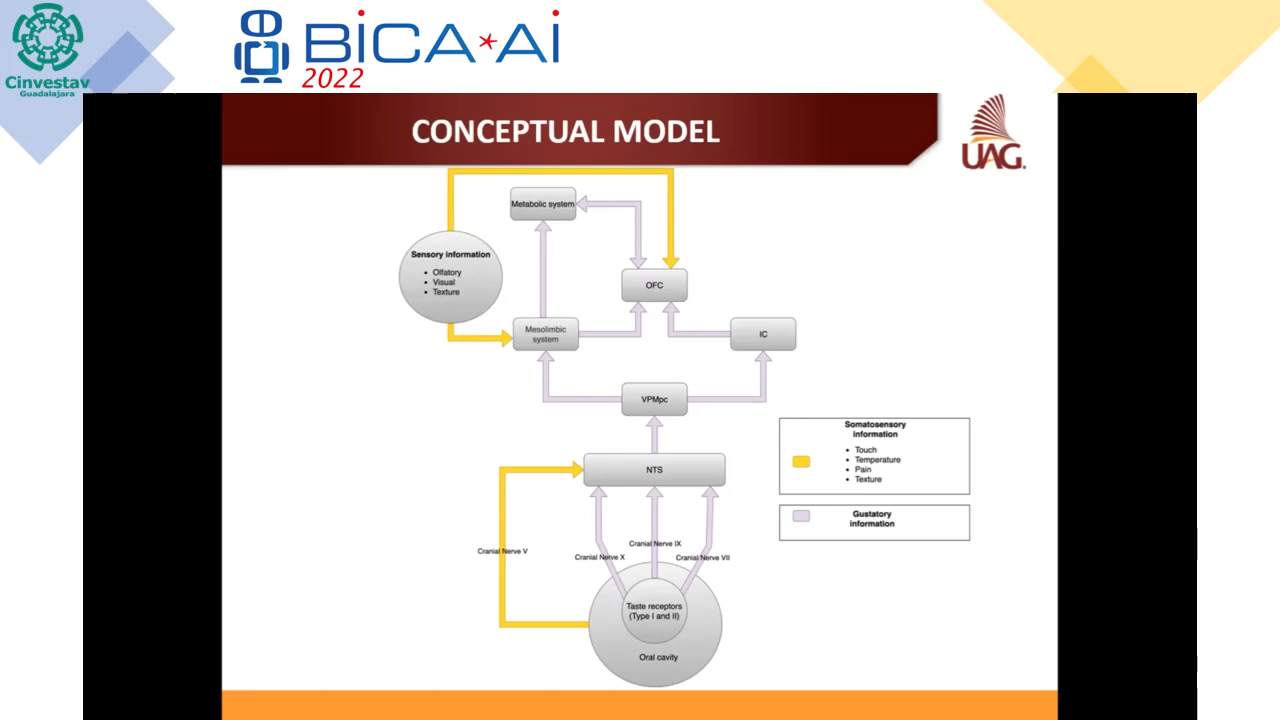 Cinvestav
Guadalajara
BiCA*Ai
2022
CONCEPTUAL MODEL
UAG.
Metabolic system
Sensory information
• Olfatory
• Visual
• Texture
OFC
Mesolimbic
system
IC
VPMpc
Somatosensory
information
• Touch
• Temperature
• Pain
• Texture
NTS
Gustatory
information
Cranial Nerve V
Cranial Nerve X
Cranial Nerve IX
Cranial Nerve VII
Taste receptors
(Type I and II)
Oral cavity